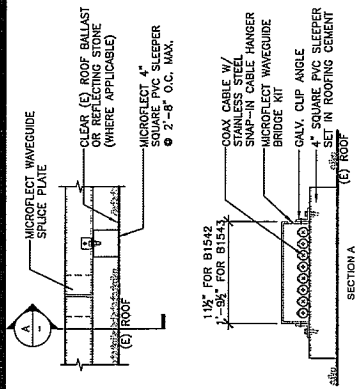 MICROFLECT WAVEGUIDE
SPLICE PLATE
CLEAR (E) ROOF BALLAST
OR REFLECTING STONE
(WHERE APPLICABLE)
MICROFLECT 4"
SQUARE PVC SLEEPER
@ 2'-8" O.C. MAX.
A
-
(E) ROOF
11½" FOR B1542
1'-9½" FOR B1543
COAX CABLE W/
STAINLESS STEEL
SNAP-IN CABLE HANGER
MICROFLECT WAVEGUIDE
BRIDGE KIT
GALV. CLIP ANGLE
4" SQUARE PVC SLEEPER
SET IN ROOFING CEMENT
(E) ROOF
SECTION A